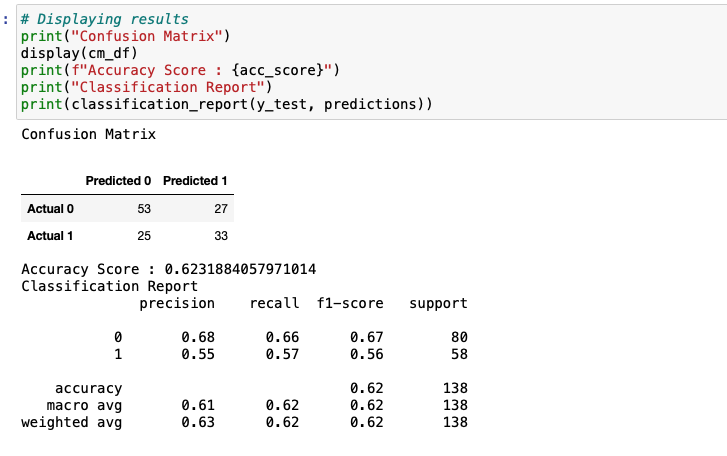 :
# Displaying results
print("Confusion Matrix")
display(cm_df)
print(f"Accuracy Score : {acc_score}")
print("Classification Report")
print(classification_report(y_test, predictions))
Confusion Matrix
Predicted 0 Predicted 1
Actual 0 53 27
Actual 1 25 33
Accuracy Score : 0.6231884057971014
Classification Report
precision recall f1-score support
0 0.68 0.66 0.67 80
1 0.55 0.57 0.56 58
accuracy 0.62 138
macro avg 0.61 0.62 0.62 138
weighted avg 0.63 0.62 0.62 138